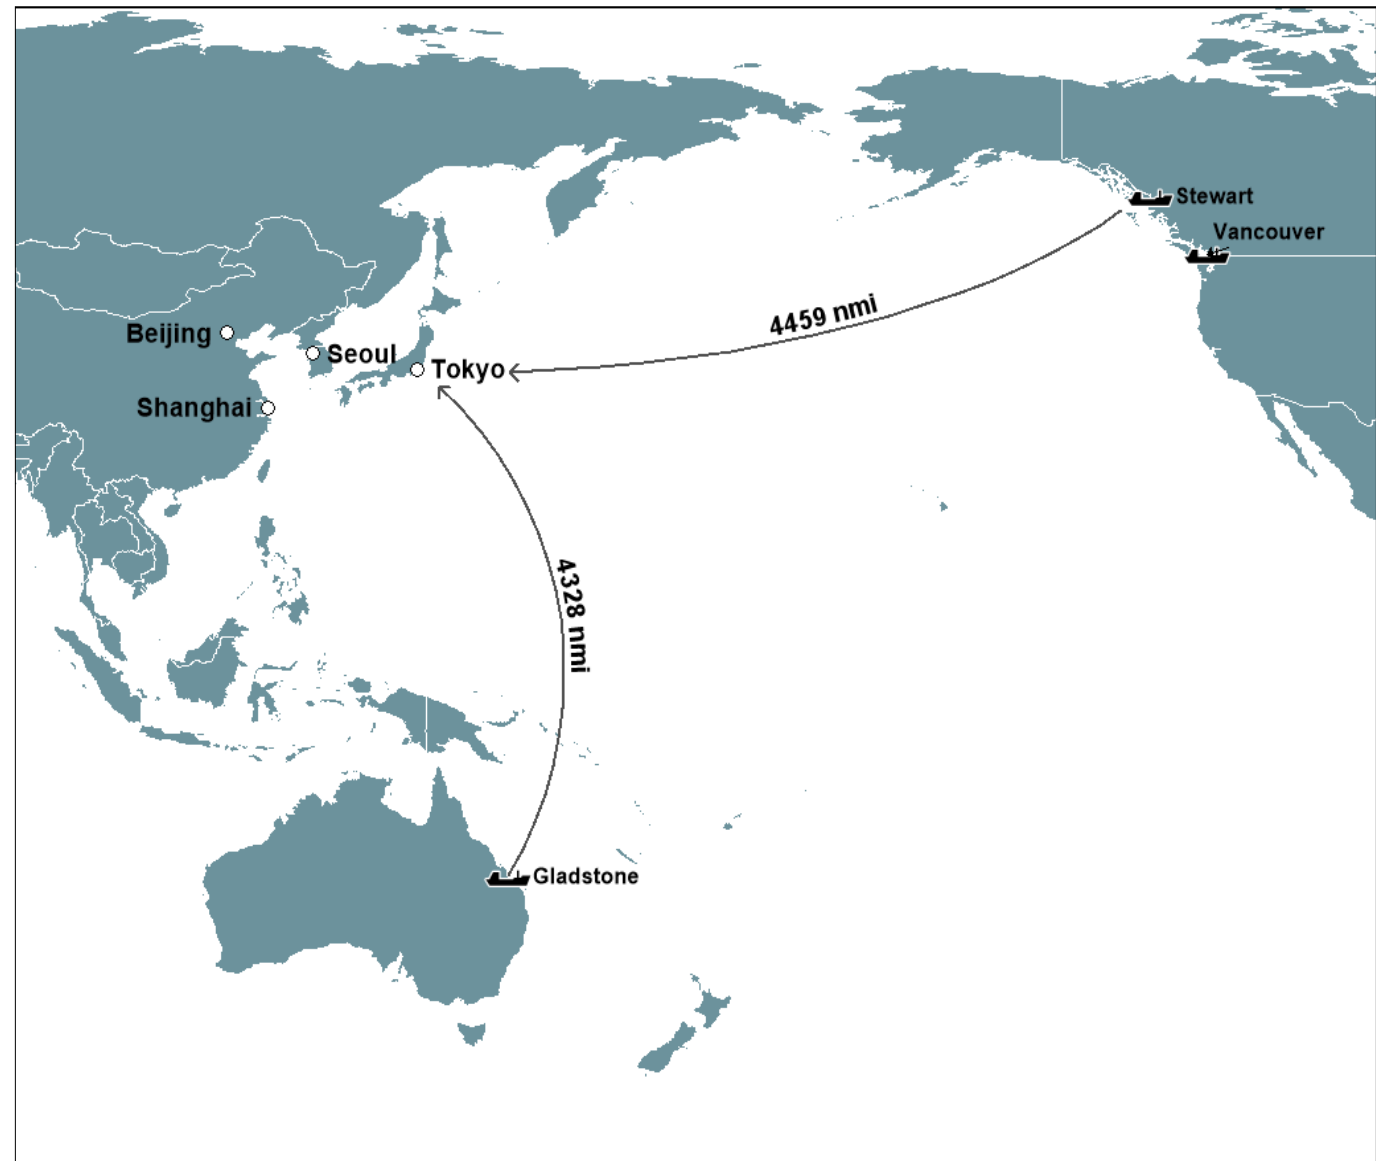 Stewart
Vancouver
4459 nmi
Beijing
Seoul
Tokyo
Shanghai
4328 nmi
Gladstone